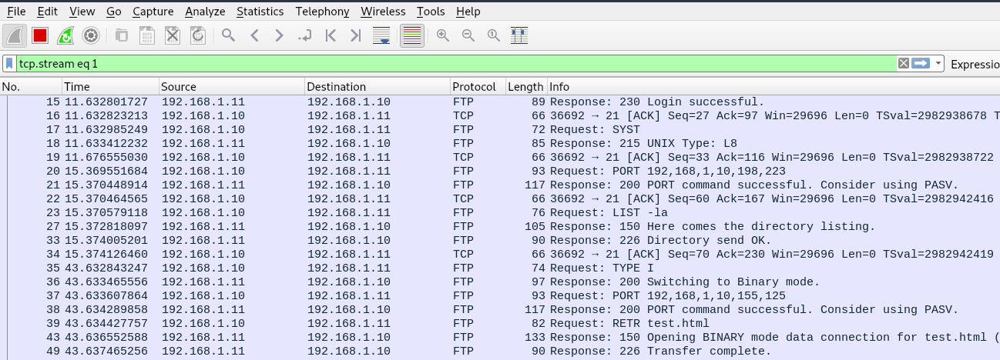 File Edit View Go Capture Analyze Statistics Telephony Wireless Tools Help
tcp.stream eq 1 Expressio
No. Time Source Destination Protocol Length Info
15 11.632801727 192.168.1.11 192.168.1.10 FTP 89 Response: 230 Login successful.
16 11.632823213 192.168.1.10 192.168.1.11 TCP 66 36692 → 21 [ACK] Seq=27 Ack=97 Win=29696 Len=0 TSval=2982938678 T
17 11.632985249 192.168.1.10 192.168.1.11 FTP 72 Request: SYST
18 11.633412232 192.168.1.11 192.168.1.10 FTP 85 Response: 215 UNIX Type: L8
19 11.676555030 192.168.1.10 192.168.1.11 TCP 66 36692 → 21 [ACK] Seq=33 Ack=116 Win=29696 Len=0 TSval=2982938722
20 15.369551684 192.168.1.10 192.168.1.11 FTP 93 Request: PORT 192,168,1,10,198,223
21 15.370448914 192.168.1.11 192.168.1.10 FTP 117 Response: 200 PORT command successful. Consider using PASV.
22 15.370464565 192.168.1.10 192.168.1.11 TCP 66 36692 → 21 [ACK] Seq=60 Ack=167 Win=29696 Len=0 TSval=2982942416
23 15.370579118 192.168.1.10 192.168.1.11 FTP 76 Request: LIST -la
27 15.372818097 192.168.1.11 192.168.1.10 FTP 105 Response: 150 Here comes the directory listing.
33 15.374005201 192.168.1.11 192.168.1.10 FTP 90 Response: 226 Directory send OK.
34 15.374126460 192.168.1.10 192.168.1.11 TCP 66 36692 → 21 [ACK] Seq=70 Ack=230 Win=29696 Len=0 TSval=2982942419
35 43.632843247 192.168.1.10 192.168.1.11 FTP 74 Request: TYPE I
36 43.633465556 192.168.1.11 192.168.1.10 FTP 97 Response: 200 Switching to Binary mode.
37 43.633607864 192.168.1.10 192.168.1.11 FTP 93 Request: PORT 192,168,1,10,155,125
38 43.634289858 192.168.1.11 192.168.1.10 FTP 117 Response: 200 PORT command successful. Consider using PASV.
39 43.634427757 192.168.1.10 192.168.1.11 FTP 82 Request: RETR test.html
43 43.636552588 192.168.1.11 192.168.1.10 FTP 133 Response: 150 Opening BINARY mode data connection for test.html (
49 43.637465256 192.168.1.11 192.168.1.10 FTP 90 Response: 226 Transfer complete.